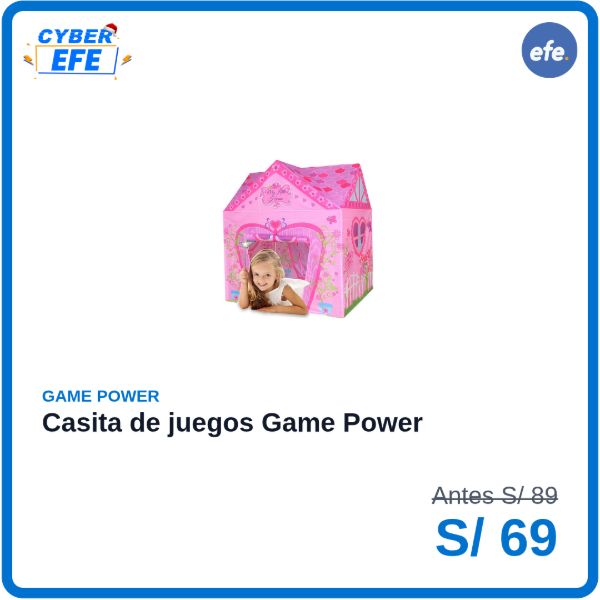 CYBER
EFE
efe.
GAME POWER
Casita de juegos Game Power
Antes S/ 89
S/ 69